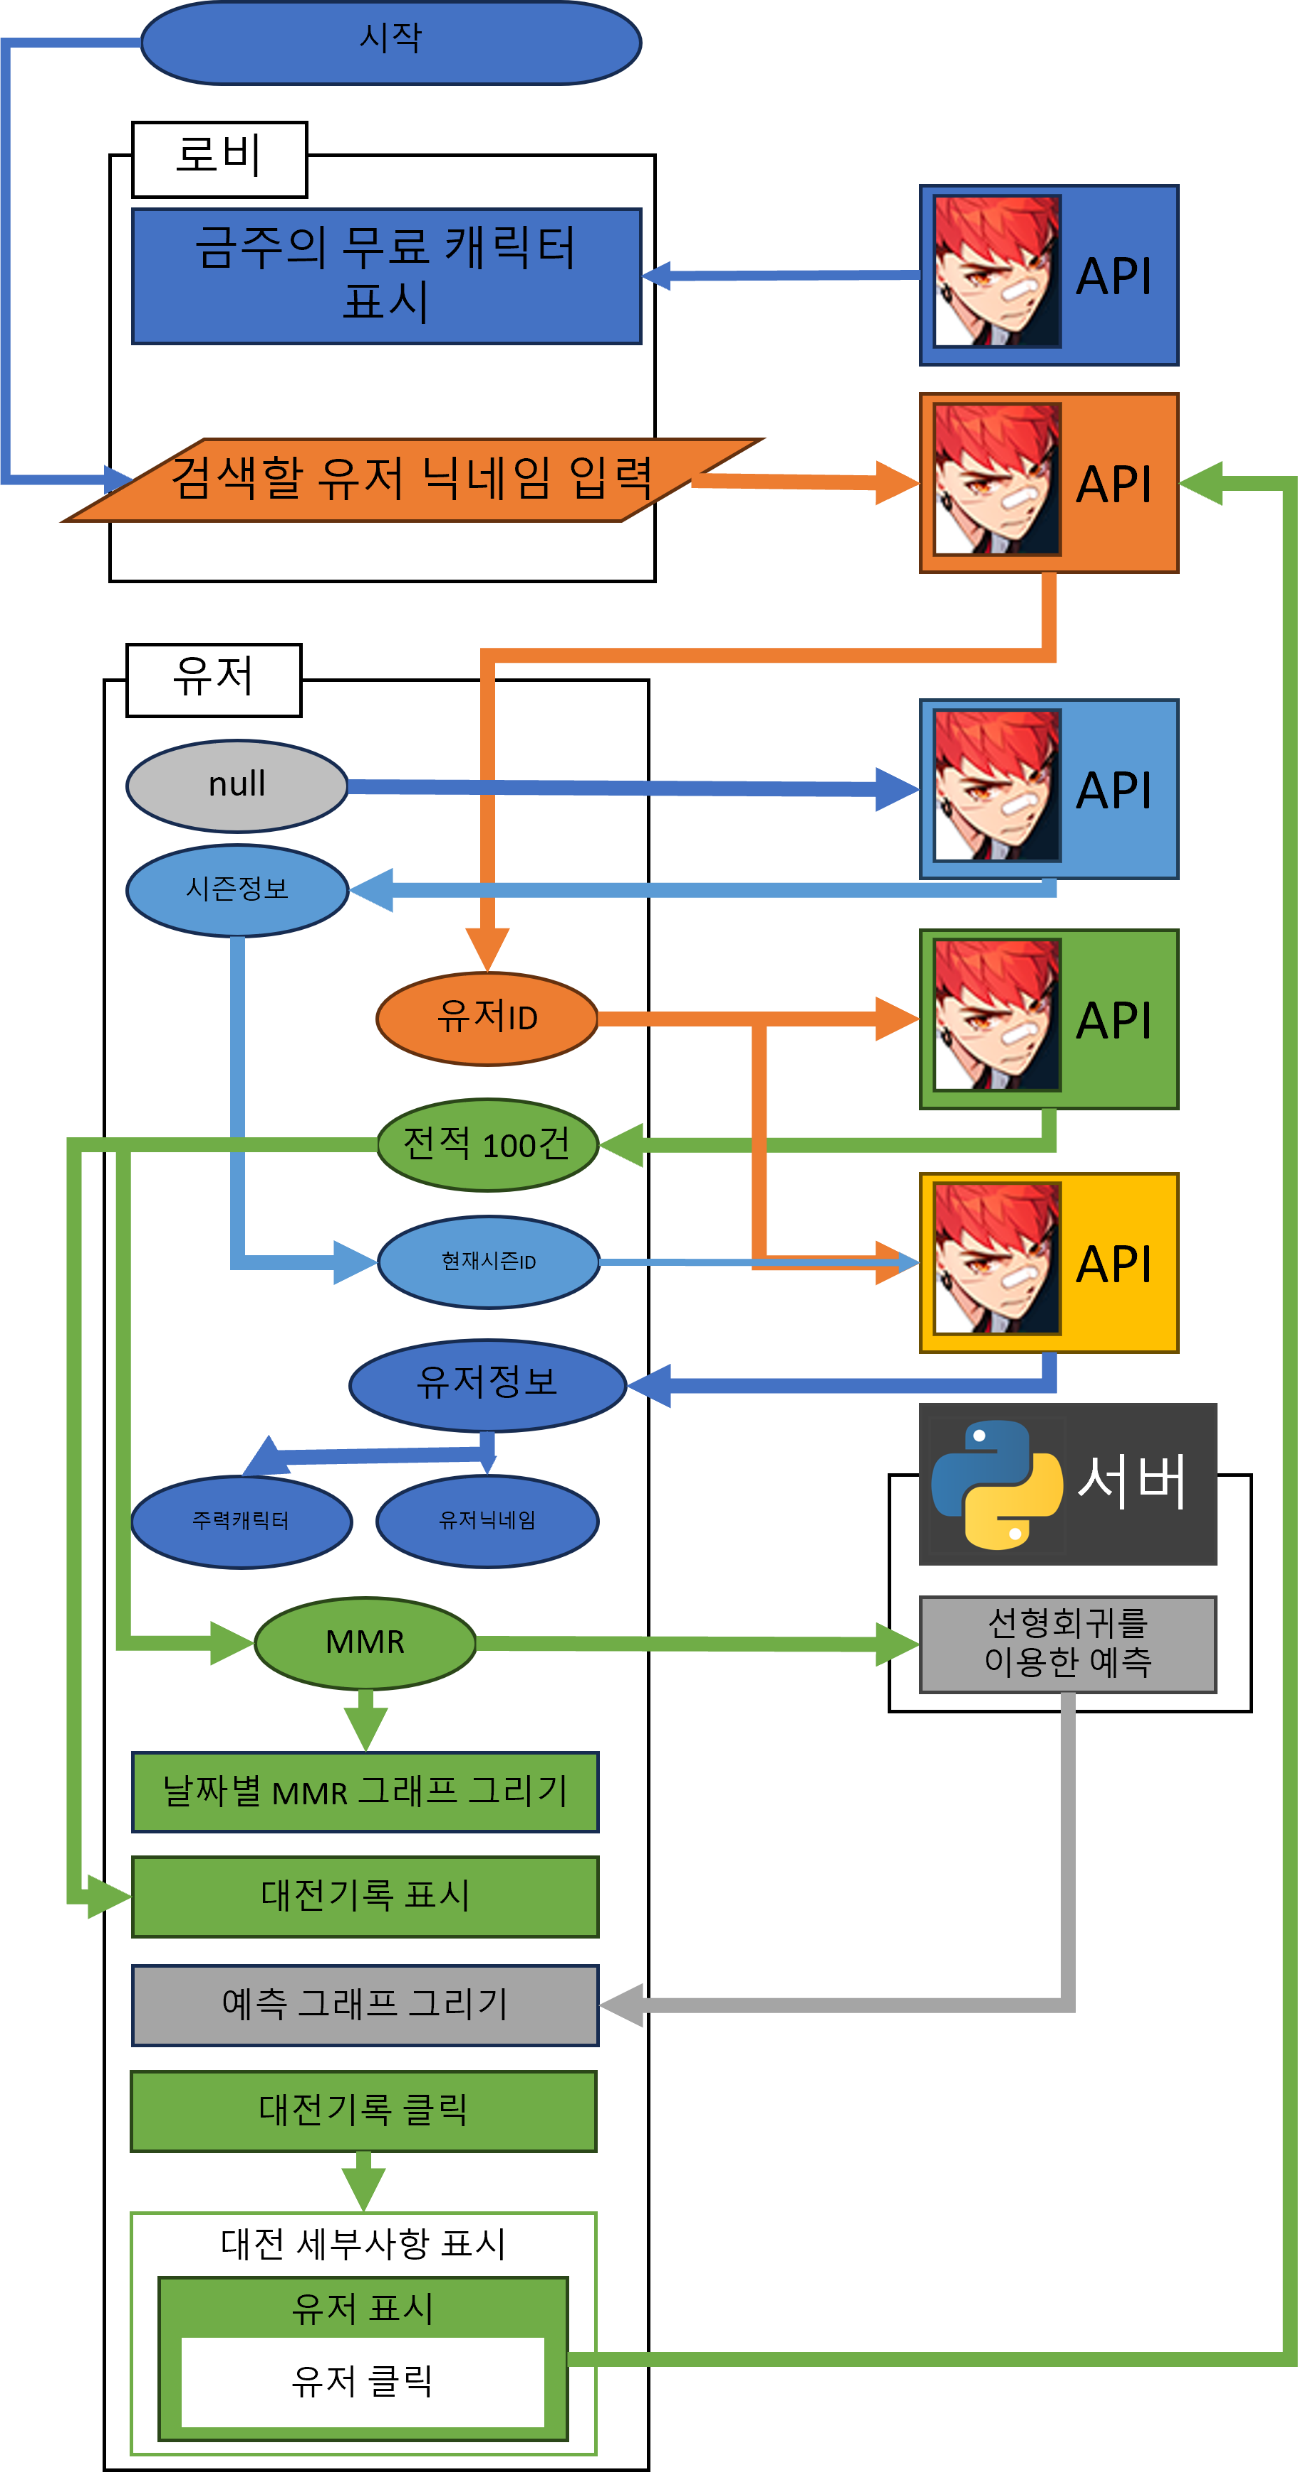 시작
로비
금주의 무료 캐릭터
표시
API
검색할 유저 닉네임 입력
API
유저
null
API
시즌정보
유저ID
API
전적 100건
현재시즌ID
API
유저정보
서버
주력캐릭터
유저닉네임
MMR
선형회귀를
이용한 예측
날짜별 MMR 그래프 그리기
대전기록 표시
예측 그래프 그리기
대전기록 클릭
대전 세부사항 표시
유저 표시
유저 클릭